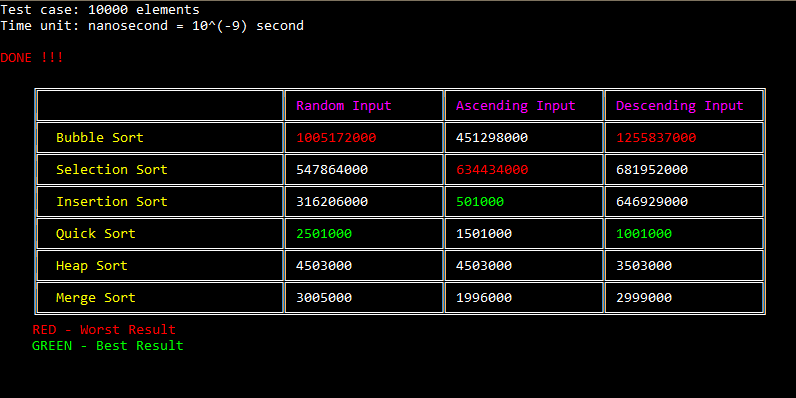 Test case: 10000 elements
Time unit: nanosecond = 10^(-9) second
DONE !!!
Random Input Ascending Input Descending Input
Bubble Sort 1005172000 451298000 1255837000
Selection Sort 547864000 634434000 681952000
Insertion Sort 316206000 501000 646929000
Quick Sort 2501000 1501000 1001000
Heap Sort 4503000 4503000 3503000
Merge Sort 3005000 1996000 2999000
RED - Worst Result
GREEN - Best Result